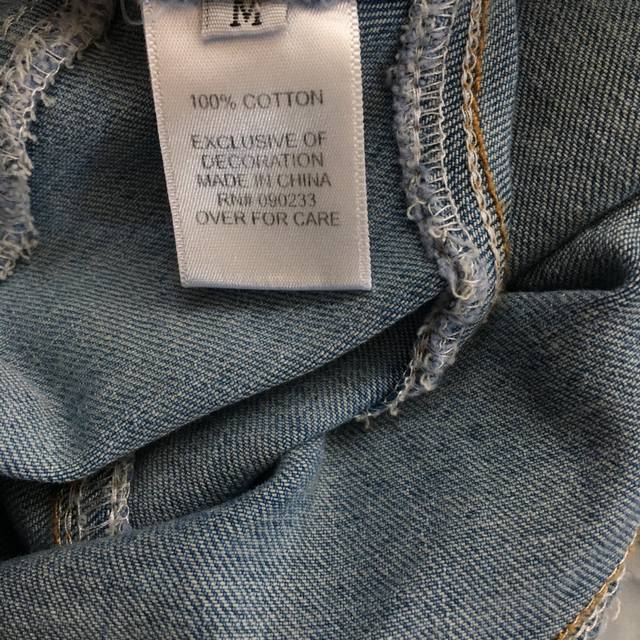 M
100% COTTON
EXCLUSIVE OF
DECORATION
MADE IN CHINA
RN# 090233
OVER FOR CARE